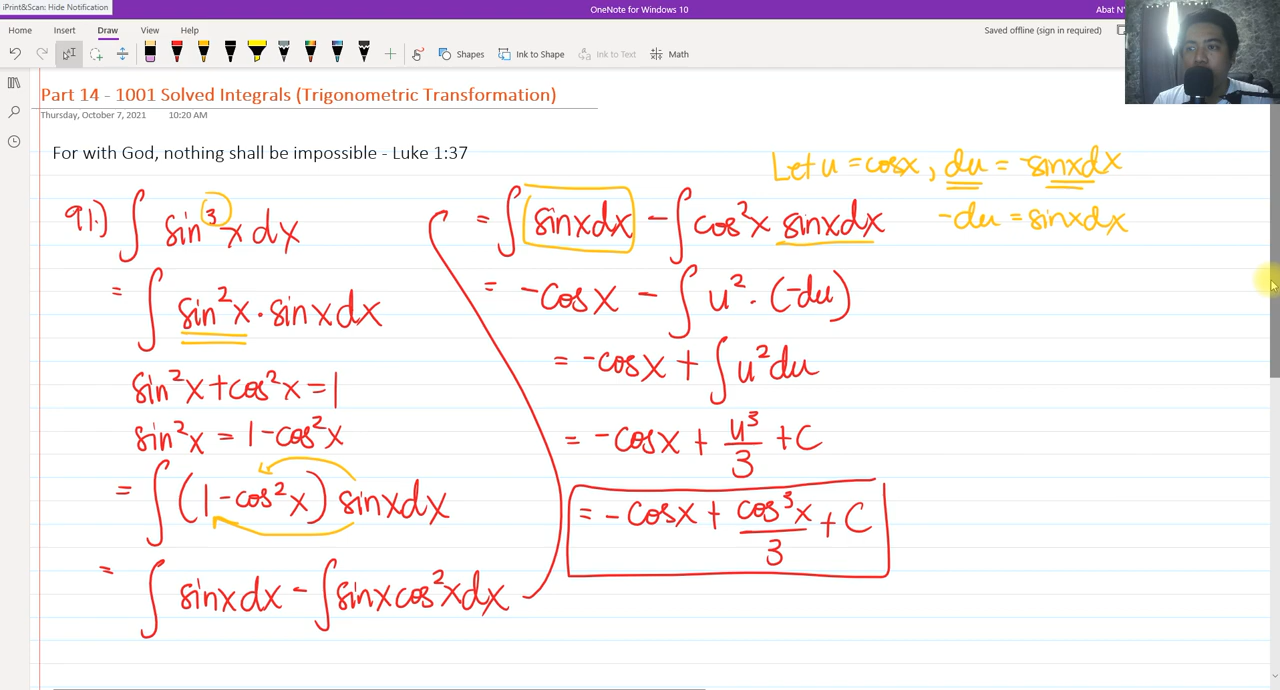 iPrint&Scan: Hide Notification
OneNote for Windows 10
Abat N
Home Insert Draw View Help
Saved offline (sign in required)
Shapes Ink to Shape Ink to Text Math
Part 14 - 1001 Solved Integrals (Trigonometric Transformation)
Thursday, October 7, 2021 10:20 AM
For with God, nothing shall be impossible - Luke 1:37
91.) ∫ sin³x dx
= ∫ sin²x · sinxdx
sin²x + cos²x = 1
sin²x = 1 - cos²x
= ∫ (1 - cos²x) sinxdx
= ∫ sinxdx - ∫ sinxcos²xdx
Let u = cosx, du = -sinxdx
-du = sinxdx
= ∫ sinxdx - ∫ cos²x sinxdx
= -cosx - ∫ u² · (-du)
= -cosx + ∫ u²du
= -cosx + u³/3 + C
= -cosx + cos³x/3 + C